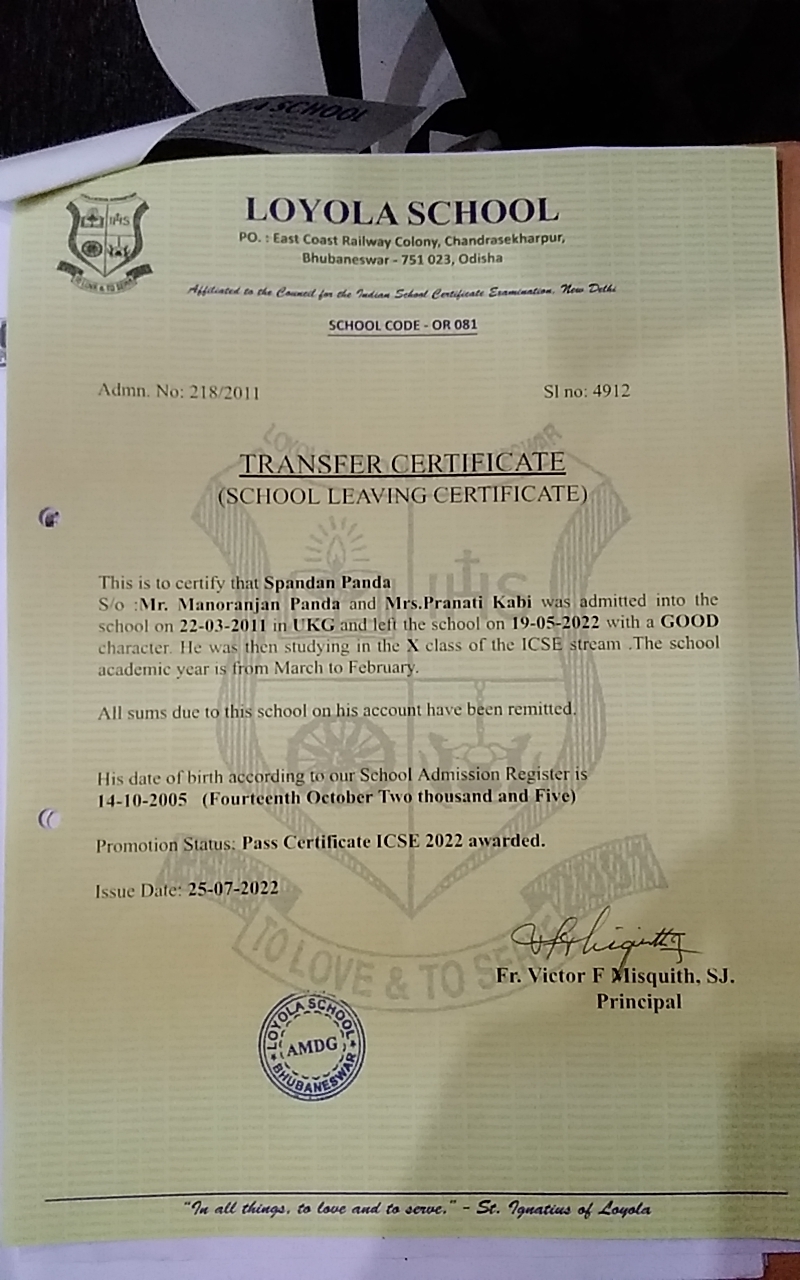 LA SCHOOL
LOYOLA SCHOOL
PO. : East Coast Railway Colony, Chandrasekharpur,
Bhubaneswar - 751 023, Odisha
Affiliated to the Council for the Indian School Certificate Examination, New Delhi
SCHOOL CODE - OR 081
Admn. No: 218/2011 Sl no: 4912
TRANSFER CERTIFICATE
(SCHOOL LEAVING CERTIFICATE)
This is to certify that Spandan Panda
S/o :Mr. Manoranjan Panda and Mrs.Pranati Kabi was admitted into the
school on 22-03-2011 in UKG and left the school on 19-05-2022 with a GOOD
character. He was then studying in the X class of the ICSE stream .The school
academic year is from March to February.
All sums due to this school on his account have been remitted.
His date of birth according to our School Admission Register is
14-10-2005 (Fourteenth October Two thousand and Five)
Promotion Status: Pass Certificate ICSE 2022 awarded.
Issue Date: 25-07-2022
TO LOVE & TO SE
Fr. Victor F Misquith, SJ.
Principal
LOYOLA SCHOOL
AMDG
BHUBANESWAR
"In all things, to love and to serve." - St. Ignatius of Loyola